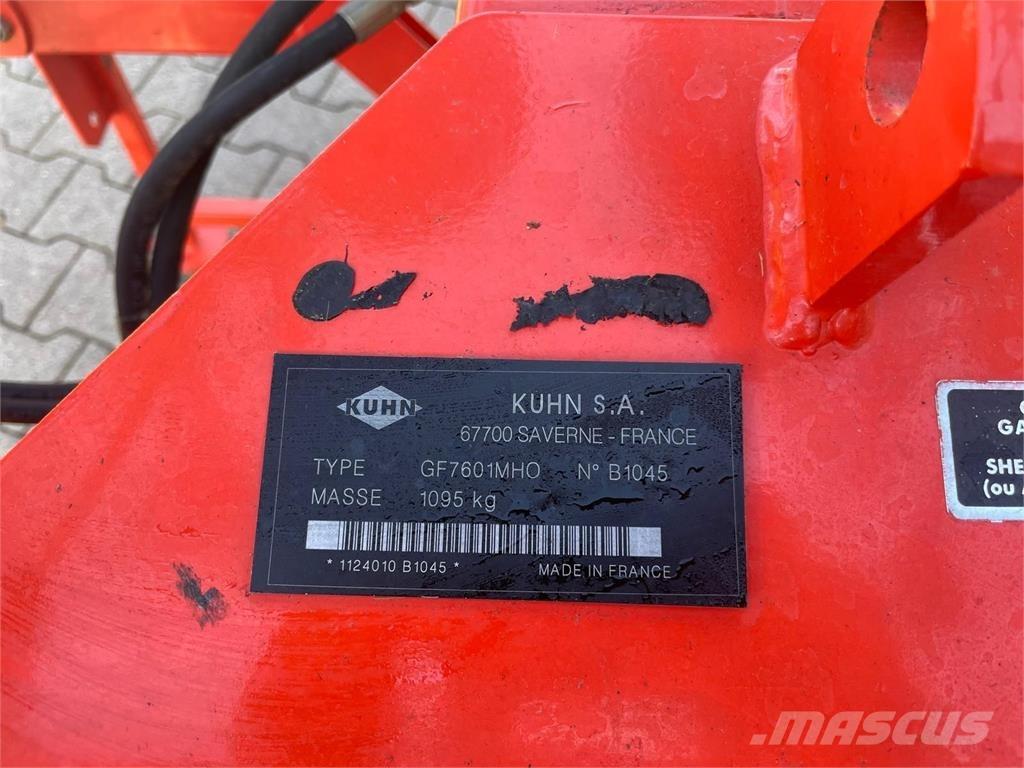 KUHN
KUHN S.A.
67700 SAVERNE - FRANCE
TYPE GF7601MHO N° B1045
MASSE 1095 kg
* 1124010 B1045 *
MADE IN FRANCE
GA
SHE
(ou
MASCUS